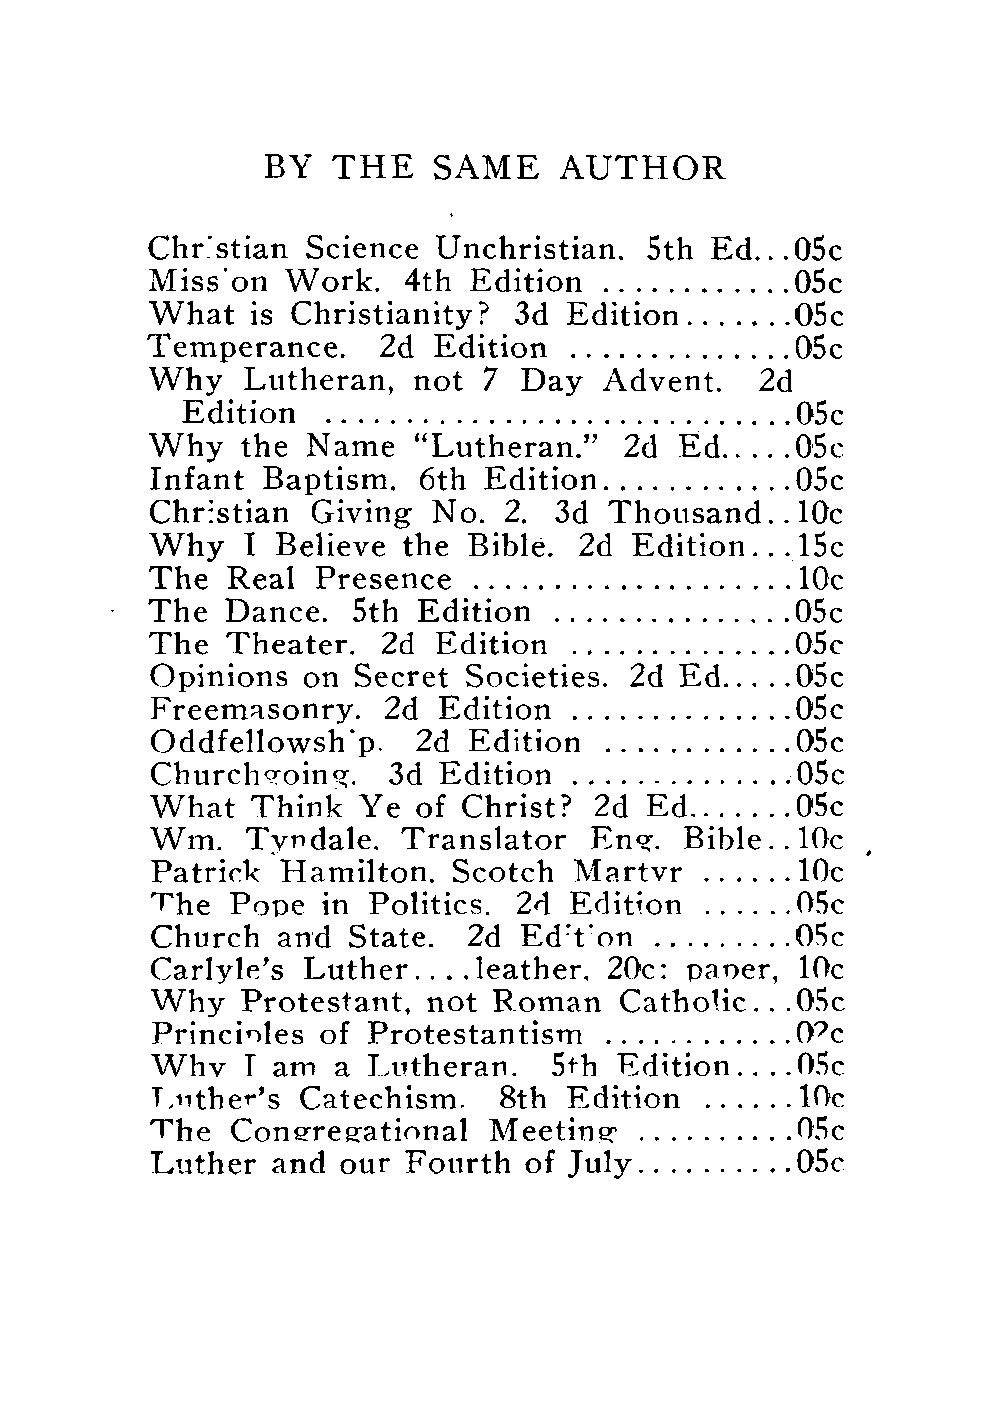 BY THE SAME AUTHOR
Christian Science Unchristian. 5th Ed...05c
Mission Work. 4th Edition ............05c
What is Christianity? 3d Edition.......05c
Temperance. 2d Edition ..............05c
Why Lutheran, not 7 Day Advent. 2d
Edition .............................05c
Why the Name “Lutheran.” 2d Ed.....05c
Infant Baptism. 6th Edition............05c
Christian Giving No. 2. 3d Thousand..10c
Why I Believe the Bible. 2d Edition...15c
The Real Presence ....................10c
The Dance. 5th Edition ...............05c
The Theater. 2d Edition ..............05c
Opinions on Secret Societies. 2d Ed.....05c
Freemasonry. 2d Edition ..............05c
Oddfellowship. 2d Edition ............05c
Churchgoing. 3d Edition ..............05c
What Think Ye of Christ? 2d Ed.......05c
Wm. Tyndale. Translator Eng. Bible..10c
Patrick Hamilton. Scotch Martyr ......10c
The Pope in Politics. 2d Edition ......05c
Church and State. 2d Edition .........05c
Carlyle's Luther....leather, 20c: paper, 10c
Why Protestant, not Roman Catholic...05c
Principles of Protestantism ............02c
Why I am a Lutheran. 5th Edition....05c
Luther's Catechism. 8th Edition ......10c
The Congregational Meeting ..........05c
Luther and our Fourth of July..........05c